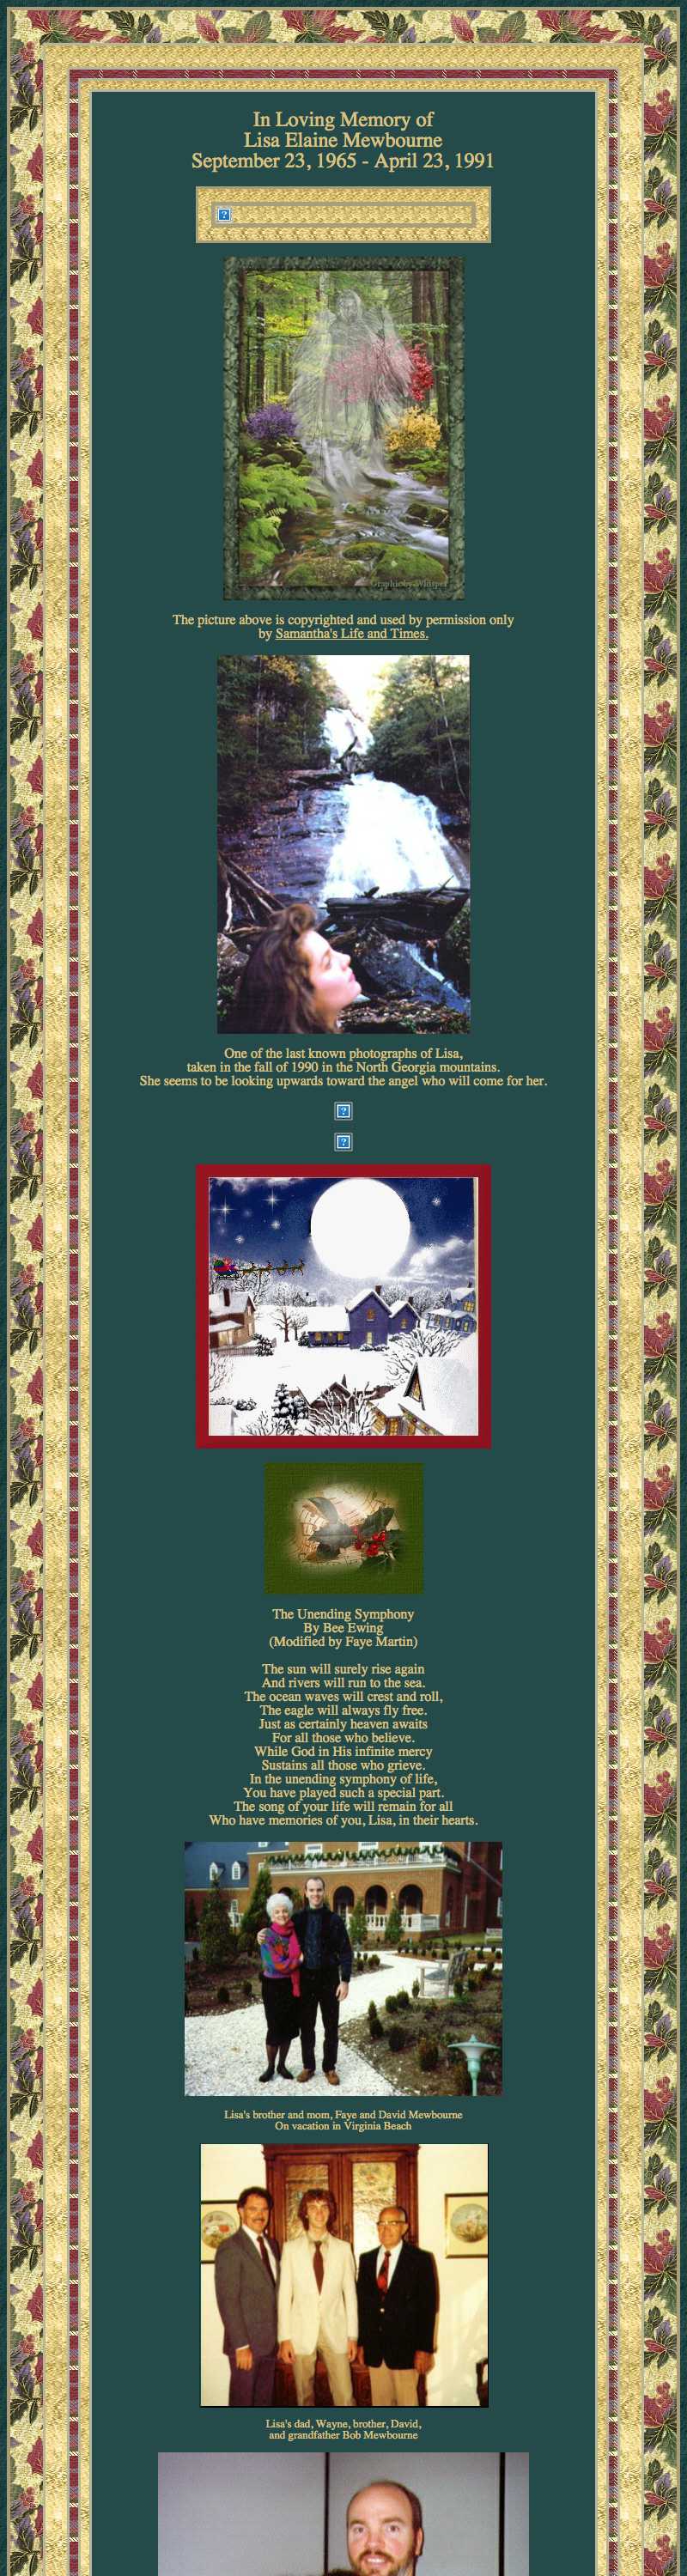 In Loving Memory of
Lisa Elaine Mewbourne
September 23, 1965 - April 23, 1991
Graphic by Whisper
The picture above is copyrighted and used by permission only
by Samantha's Life and Times.
One of the last known photographs of Lisa,
taken in the fall of 1990 in the North Georgia mountains.
She seems to be looking upwards toward the angel who will come for her.
The Unending Symphony
By Bee Ewing
(Modified by Faye Martin)
The sun will surely rise again
And rivers will run to the sea.
The ocean waves will crest and roll,
The eagle will always fly free.
Just as certainly heaven awaits
For all those who believe.
While God in His infinite mercy
Sustains all those who grieve.
In the unending symphony of life,
You have played such a special part.
The song of your life will remain for all
Who have memories of you, Lisa, in their hearts.
Lisa's brother and mom, Faye and David Mewbourne
On vacation in Virginia Beach
Lisa's dad, Wayne, brother, David,
and grandfather Bob Mewbourne